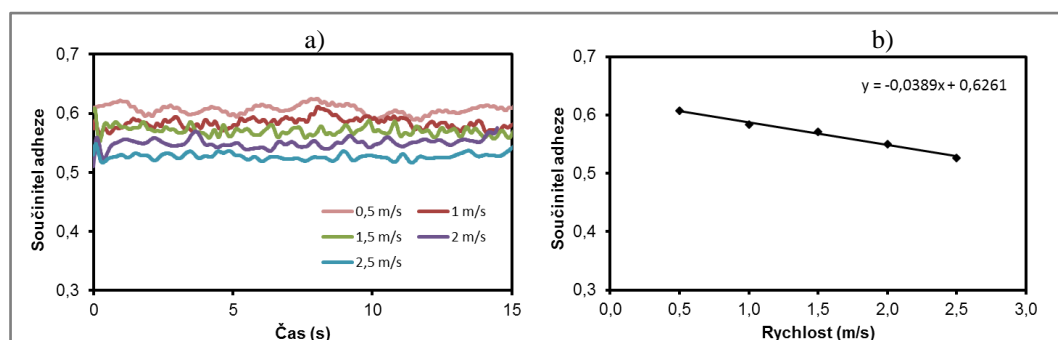 a)
0,7
0,6
0,5
0,4
0,3
Součinitel adheze
0,5 m/s
1 m/s
1,5 m/s
2 m/s
2,5 m/s
0
5
10
15
Čas (s)
b)
0,7
0,6
0,5
0,4
0,3
Součinitel adheze
y = -0,0389x + 0,6261
0,0
0,5
1,0
1,5
2,0
2,5
3,0
Rychlost (m/s)